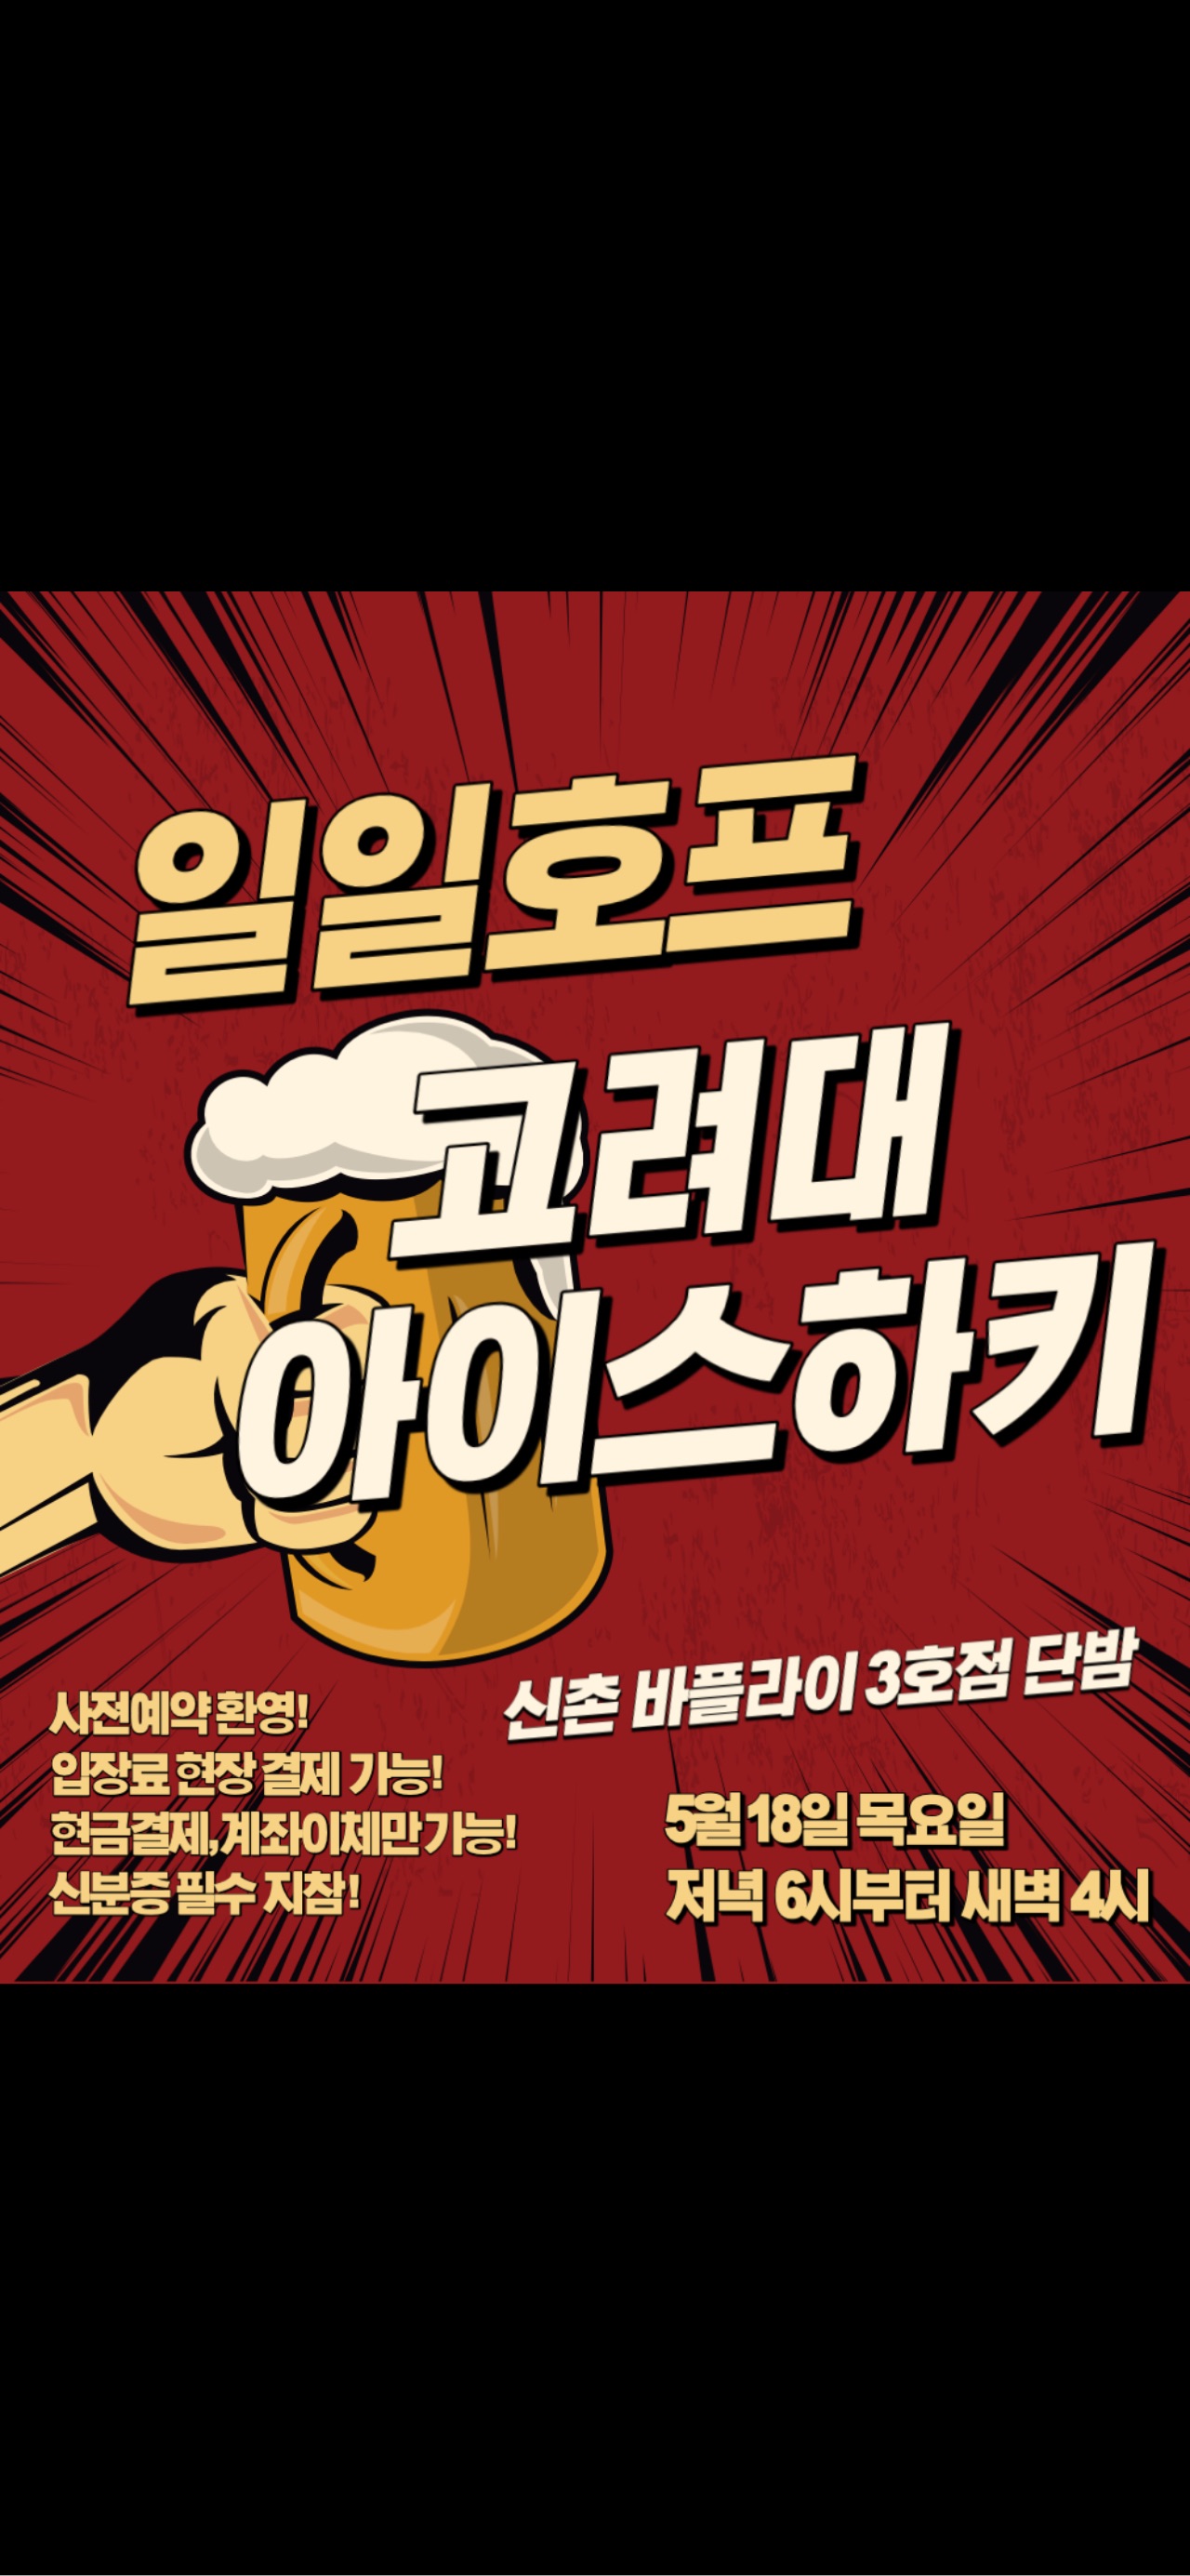 일일호프
고려대
아이스하키
신촌 바플라이 3호점 단밤
사전예약 환영!
입장료 현장 결제 가능!
현금결제,계좌이체만 가능!
신분증 필수 지참!
5월 18일 목요일
저녁 6시부터 새벽 4시